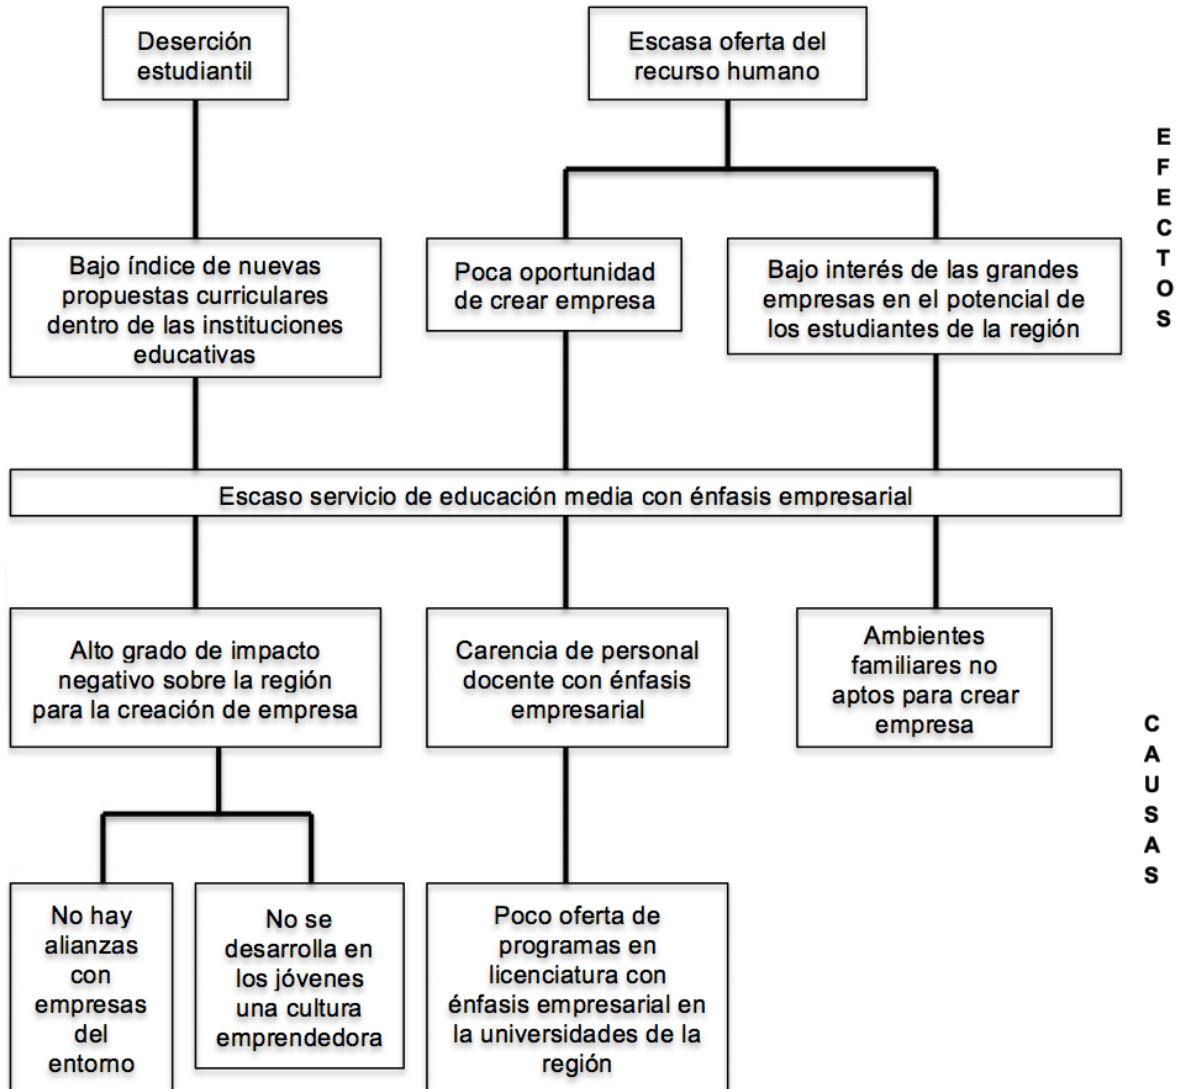 Deserción
estudiantil
Escasa oferta del
recurso humano
EFECTOS
Bajo índice de nuevas
propuestas curriculares
dentro de las instituciones
educativas
Poca oportunidad
de crear empresa
Bajo interés de las grandes
empresas en el potencial de
los estudiantes de la región
Escaso servicio de educación media con énfasis empresarial
Alto grado de impacto
negativo sobre la región
para la creación de empresa
Carencia de personal
docente con énfasis
empresarial
Ambientes
familiares no
aptos para crear
empresa
CAUSAS
No hay
alianzas
con
empresas
del
entorno
No se
desarrolla en
los jóvenes
una cultura
emprendedora
Poco oferta de
programas en
licenciatura con
énfasis empresarial en
la universidades de la
región